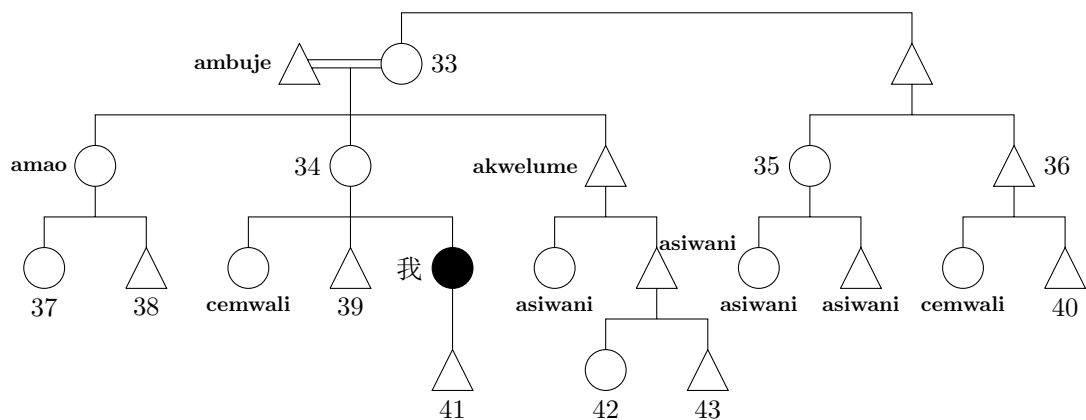 ambuje
33
amao
34
akwelume
35
36
我
asiwani
37
38
cemwali
39
asiwani
asiwani
asiwani
cemwali
40
41
42
43